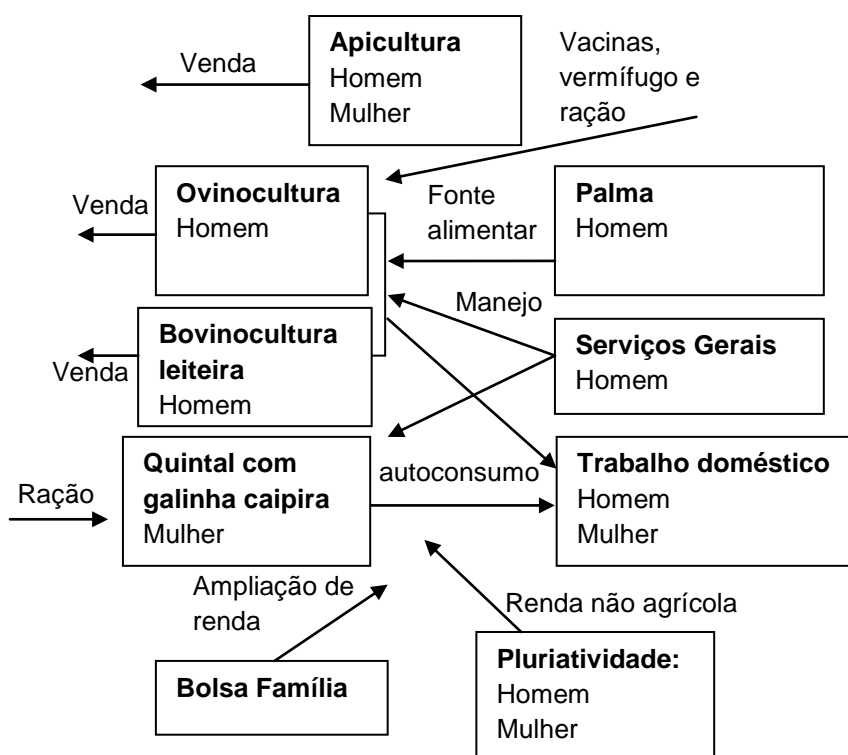 Apicultura
Homem
Mulher
Venda
Vacinas,
vermífugo e
ração
Ovinocultura
Homem
Venda
Fonte
alimentar
Palma
Homem
Manejo
Bovinocultura
leiteira
Homem
Venda
Serviços Gerais
Homem
Quintal com
galinha caipira
Mulher
Ração
autoconsumo
Trabalho doméstico
Homem
Mulher
Ampliação de
renda
Renda não agrícola
Bolsa Família
Pluriatividade:
Homem
Mulher